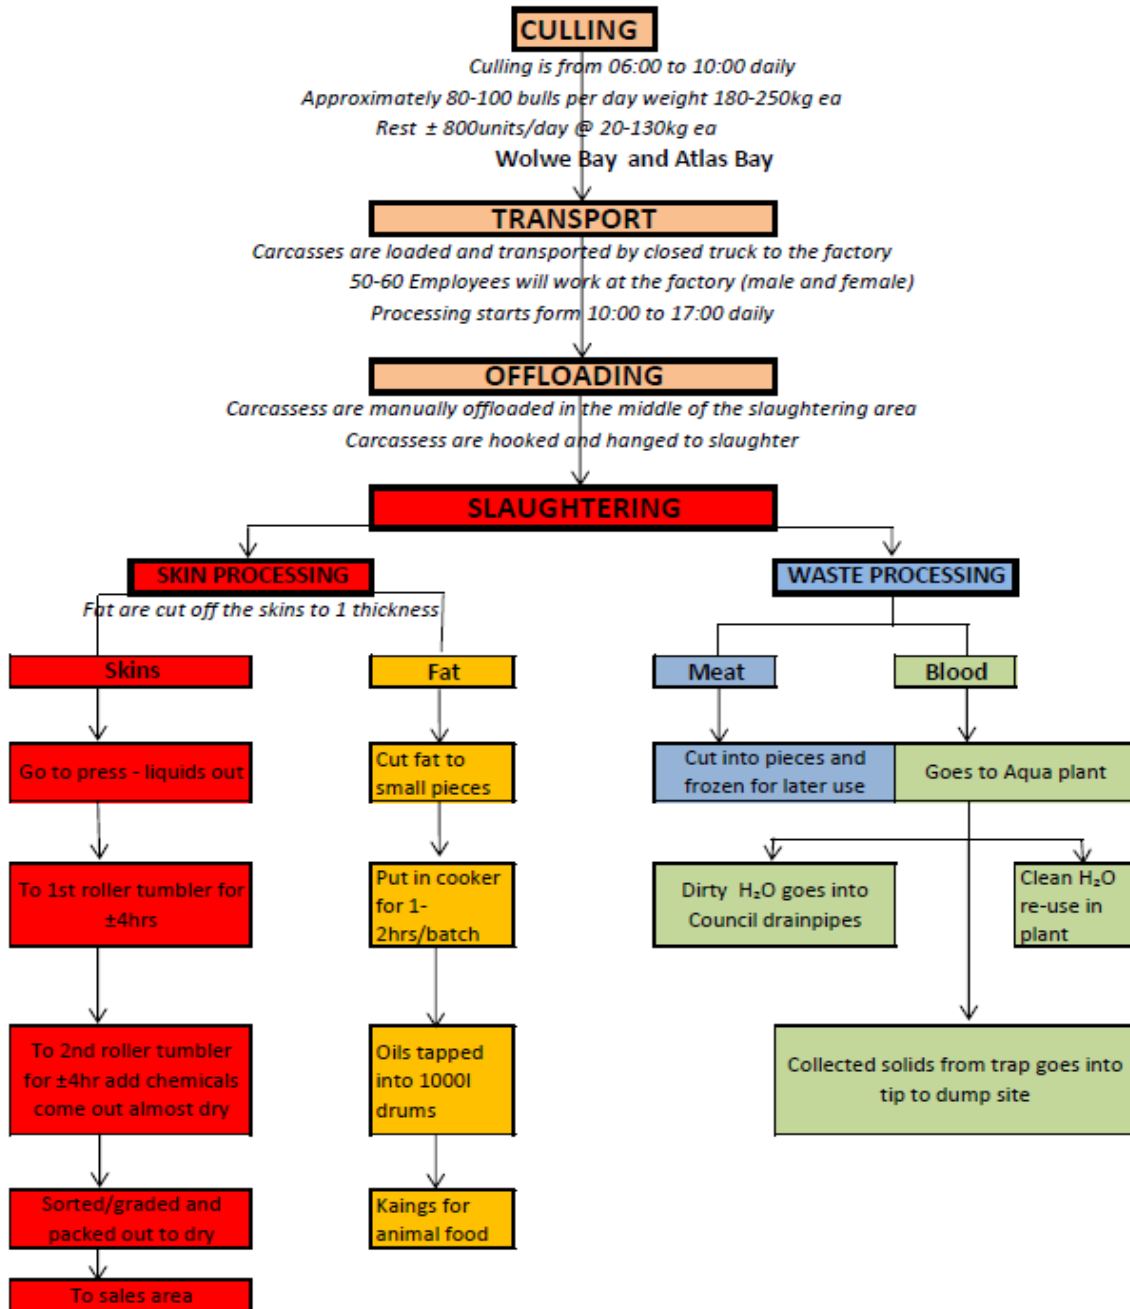 CULLING
Culling is from 06:00 to 10:00 daily
Approximately 80-100 bulls per day weight 180-250kg ea
Rest ± 800units/day @ 20-130kg ea
Wolwe Bay and Atlas Bay
TRANSPORT
Carcasses are loaded and transported by closed truck to the factory
50-60 Employees will work at the factory (male and female)
Processing starts form 10:00 to 17:00 daily
OFFLOADING
Carcassess are manually offloaded in the middle of the slaughtering area
Carcassess are hooked and hanged to slaughter
SLAUGHTERING
SKIN PROCESSING
Fat are cut off the skins to 1 thickness
Skins
Go to press - liquids out
To 1st roller tumbler for
±4hrs
To 2nd roller tumbler
for ±4hr add chemicals
come out almost dry
Sorted/graded and
packed out to dry
To sales area
Fat
Cut fat to
small pieces
Put in cooker
for 1-
2hrs/batch
Oils tapped
into 1000l
drums
Kaings for
animal food
WASTE PROCESSING
Meat
Cut into pieces and
frozen for later use
Blood
Goes to Aqua plant
Dirty H₂O goes into
Council drainpipes
Clean H₂O
re-use in
plant
Collected solids from trap goes into
tip to dump site